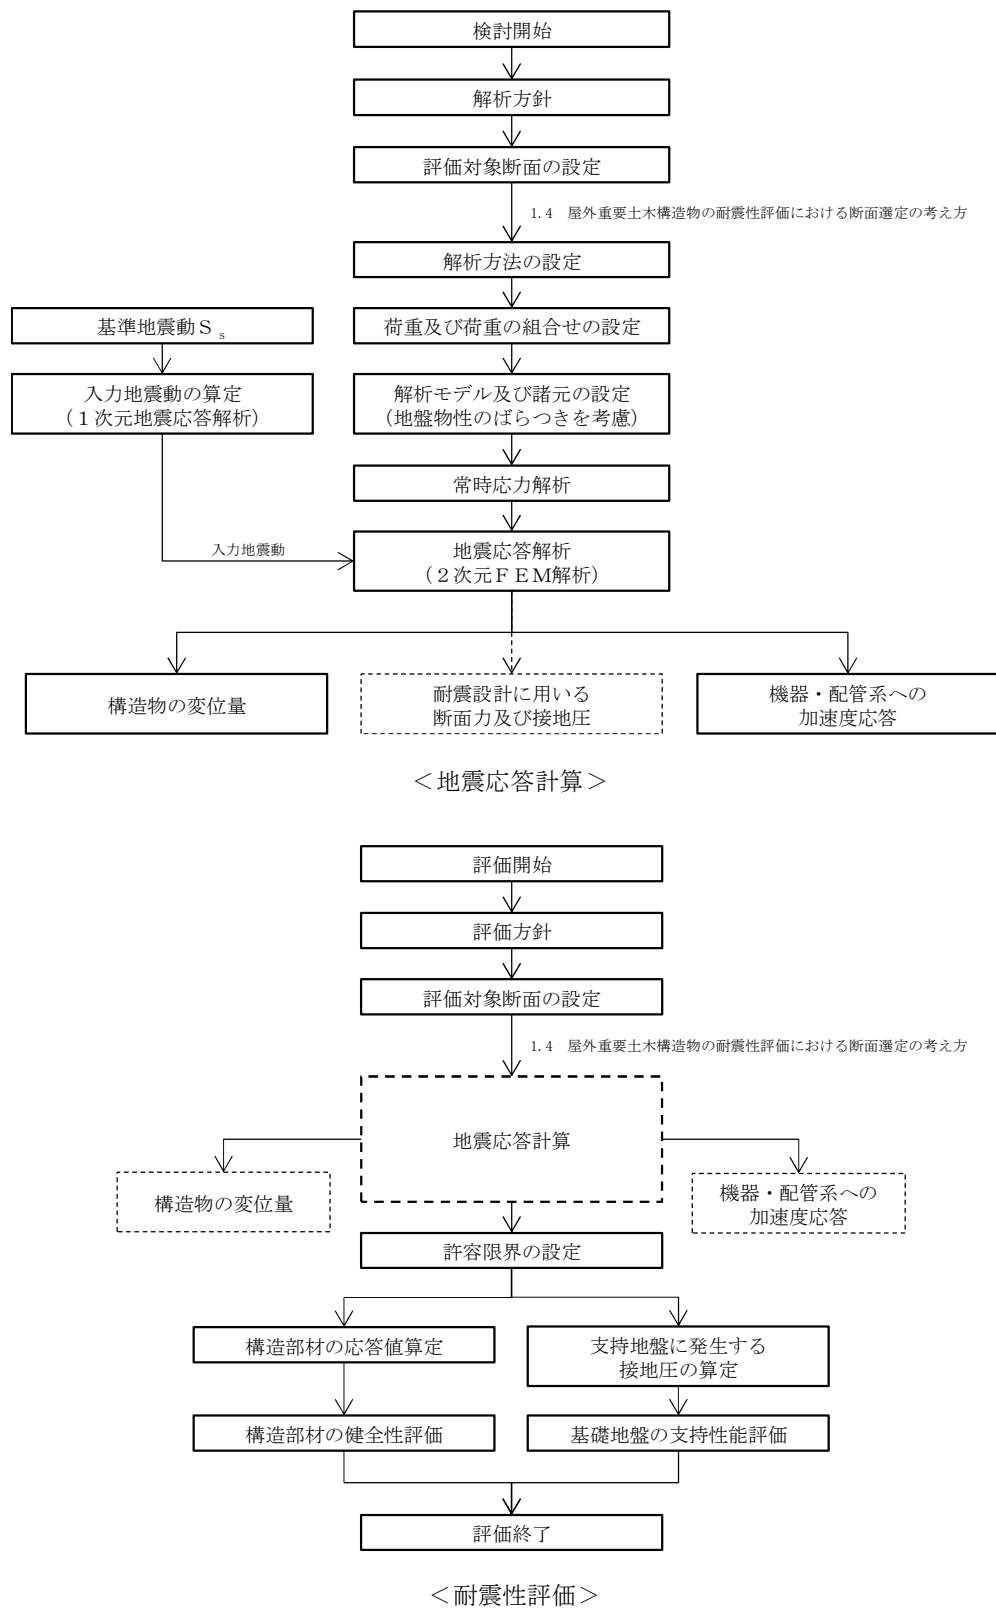 検討開始
解析方針
評価対象断面の設定
1.4　屋外重要土木構造物の耐震性評価における断面選定の考え方
解析方法の設定
基準地震動Ｓs
荷重及び荷重の組合せの設定
入力地震動の算定
（１次元地震応答解析）
解析モデル及び諸元の設定
（地盤物性のばらつきを考慮）
常時応力解析
入力地震動
地震応答解析
（２次元ＦＥＭ解析）
構造物の変位量
耐震設計に用いる
断面力及び接地圧
機器・配管系への
加速度応答
＜地震応答計算＞
評価開始
評価方針
評価対象断面の設定
1.4　屋外重要土木構造物の耐震性評価における断面選定の考え方
地震応答計算
構造物の変位量
機器・配管系への
加速度応答
許容限界の設定
構造部材の応答値算定
支持地盤に発生する
接地圧の算定
構造部材の健全性評価
基礎地盤の支持性能評価
評価終了
＜耐震性評価＞